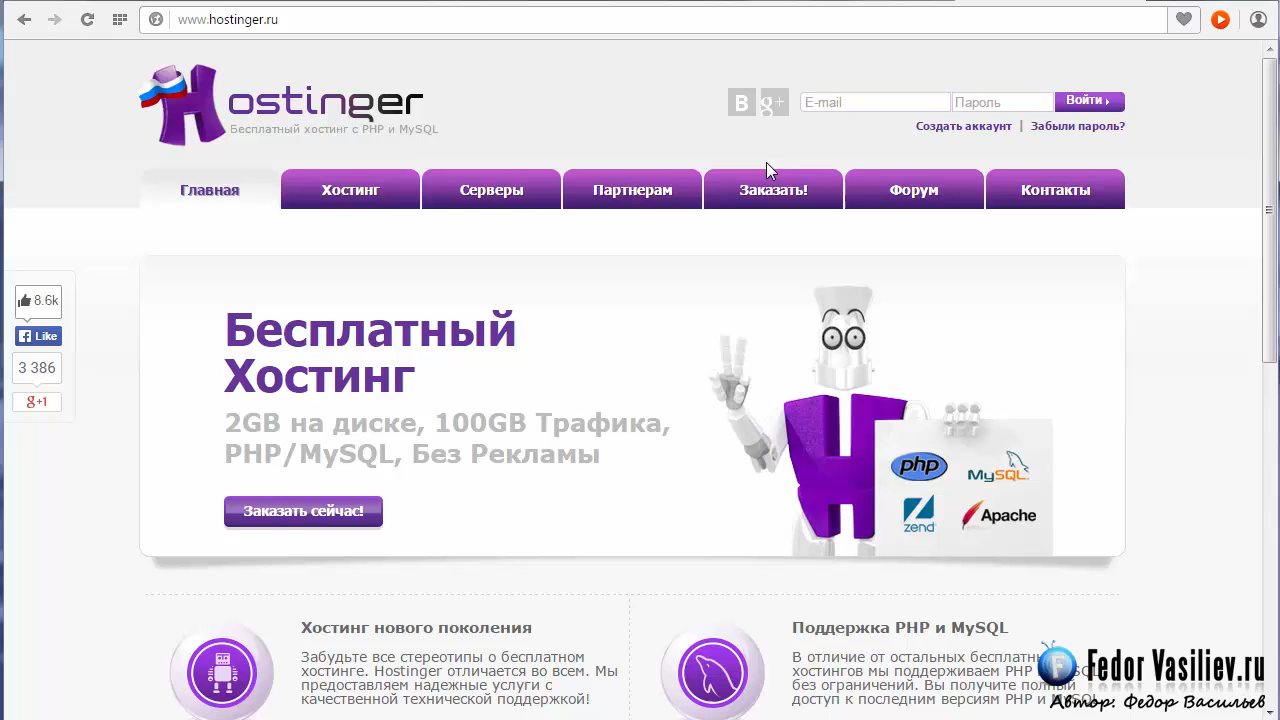 www.hostinger.ru
Hostinger
Бесплатный хостинг с PHP и MySQL
B g+ E-mail Пароль Войти
Создать аккаунт | Забыли пароль?
Главная Хостинг Серверы Партнерам Заказать! Форум Контакты
8.6k
Like
3 386
g+1
Бесплатный
Хостинг
2GB на диске, 100GB Трафика,
PHP/MySQL, Без Рекламы
Заказать сейчас!
H
php MySQL
zend Apache
Хостинг нового поколения
Забудьте все стереотипы о бесплатном
хостинге. Hostinger отличается во всем. Мы
предоставляем надежные услуги с
качественной технической поддержкой!
Поддержка PHP и MySQL
В отличие от остальных
хостингов мы поддерживаем PHP
без ограничений. Вы получите полный
доступ к последним версиям PHP и
Fedor Vasiliev.ru
Автор: Федор Васильев